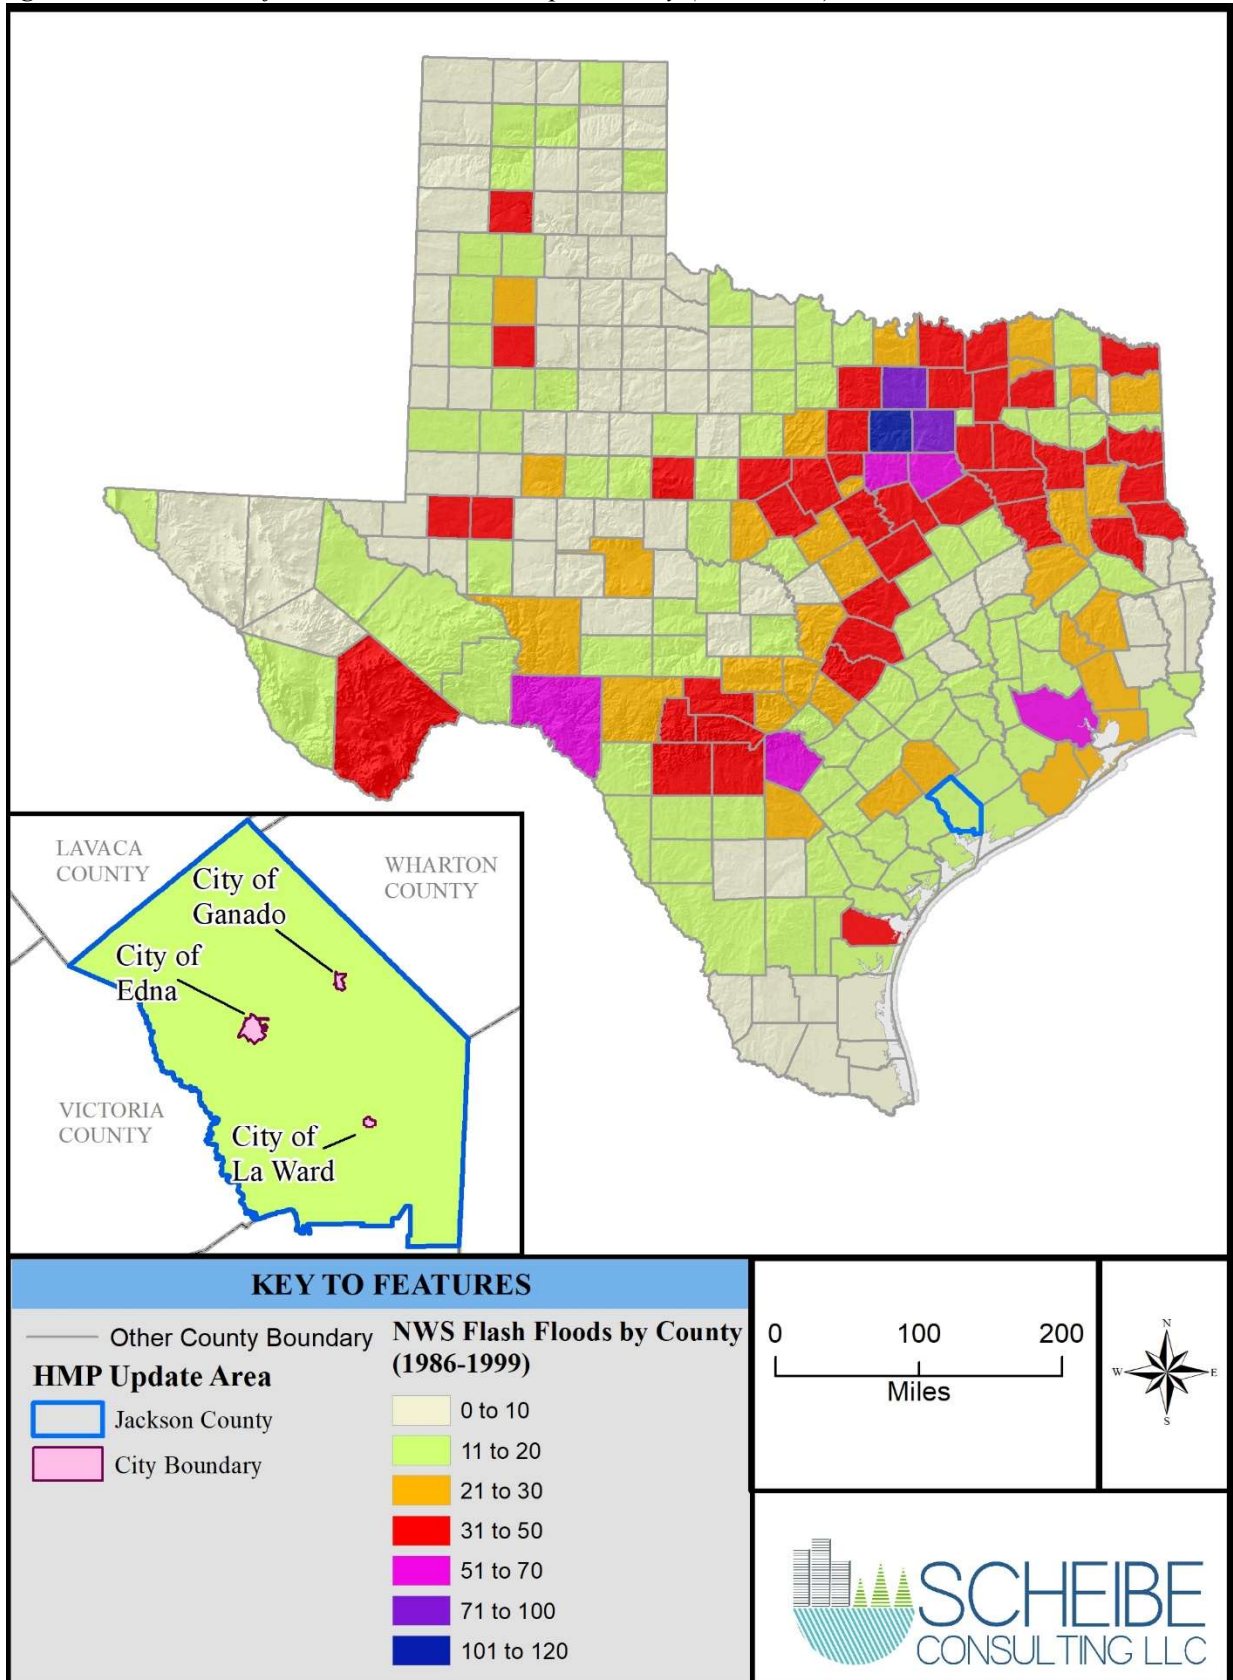 LAVACA
COUNTY
WHARTON
COUNTY
City of
Ganado
City of
Edna
VICTORIA
COUNTY
City of
La Ward
KEY TO FEATURES
Other County Boundary
HMP Update Area
Jackson County
City Boundary
NWS Flash Floods by County
(1986-1999)
0 to 10
11 to 20
21 to 30
31 to 50
51 to 70
71 to 100
101 to 120
0 100 200
Miles
N
W E
S
SCHEIBE
CONSULTING LLC